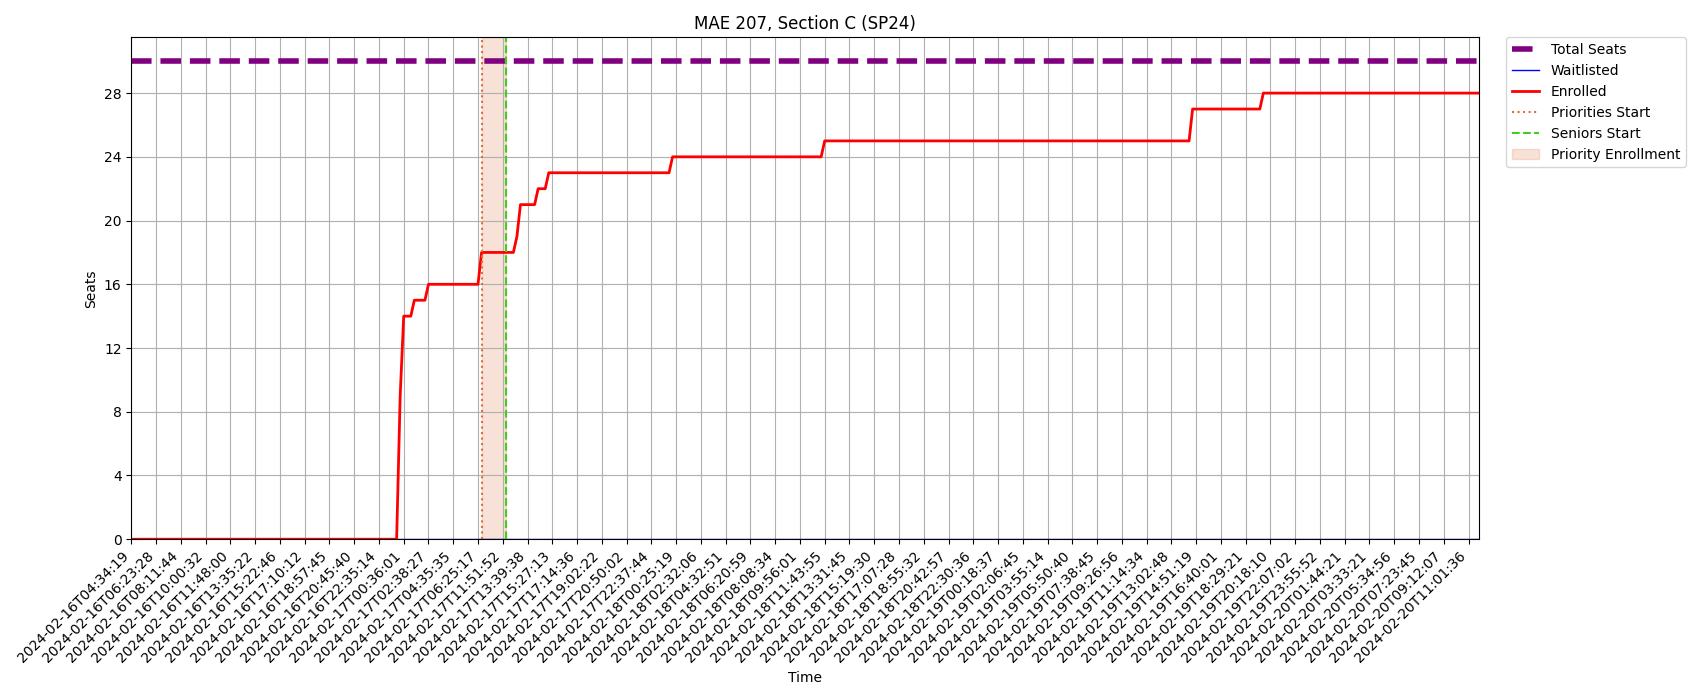 MAE 207, Section C (SP24)
Total Seats
Waitlisted
Enrolled
Priorities Start
Seniors Start
Priority Enrollment
Seats
28
24
20
16
12
8
4
0
2024-02-16T04:34:19
2024-02-16T06:23:28
2024-02-16T08:11:44
2024-02-16T10:00:32
2024-02-16T11:48:00
2024-02-16T13:35:22
2024-02-16T15:22:46
2024-02-16T17:10:12
2024-02-16T18:57:45
2024-02-16T20:45:40
2024-02-16T22:35:14
2024-02-17T00:36:01
2024-02-17T02:38:27
2024-02-17T04:35:35
2024-02-17T06:25:17
2024-02-17T11:51:52
2024-02-17T13:39:38
2024-02-17T15:27:13
2024-02-17T17:14:36
2024-02-17T19:02:22
2024-02-17T20:50:02
2024-02-17T22:37:44
2024-02-18T00:25:19
2024-02-18T02:32:06
2024-02-18T04:32:51
2024-02-18T06:20:59
2024-02-18T08:08:34
2024-02-18T09:56:01
2024-02-18T11:43:55
2024-02-18T13:31:45
2024-02-18T15:19:30
2024-02-18T17:07:28
2024-02-18T18:55:32
2024-02-18T20:42:57
2024-02-18T22:30:36
2024-02-19T00:18:37
2024-02-19T02:06:45
2024-02-19T03:55:14
2024-02-19T05:50:40
2024-02-19T07:38:45
2024-02-19T09:26:56
2024-02-19T11:14:34
2024-02-19T13:02:48
2024-02-19T14:51:19
2024-02-19T16:40:01
2024-02-19T18:29:21
2024-02-19T20:18:10
2024-02-19T22:07:02
2024-02-19T23:55:52
2024-02-20T01:44:21
2024-02-20T03:33:21
2024-02-20T05:34:56
2024-02-20T07:23:45
2024-02-20T09:12:07
2024-02-20T11:01:36
Time